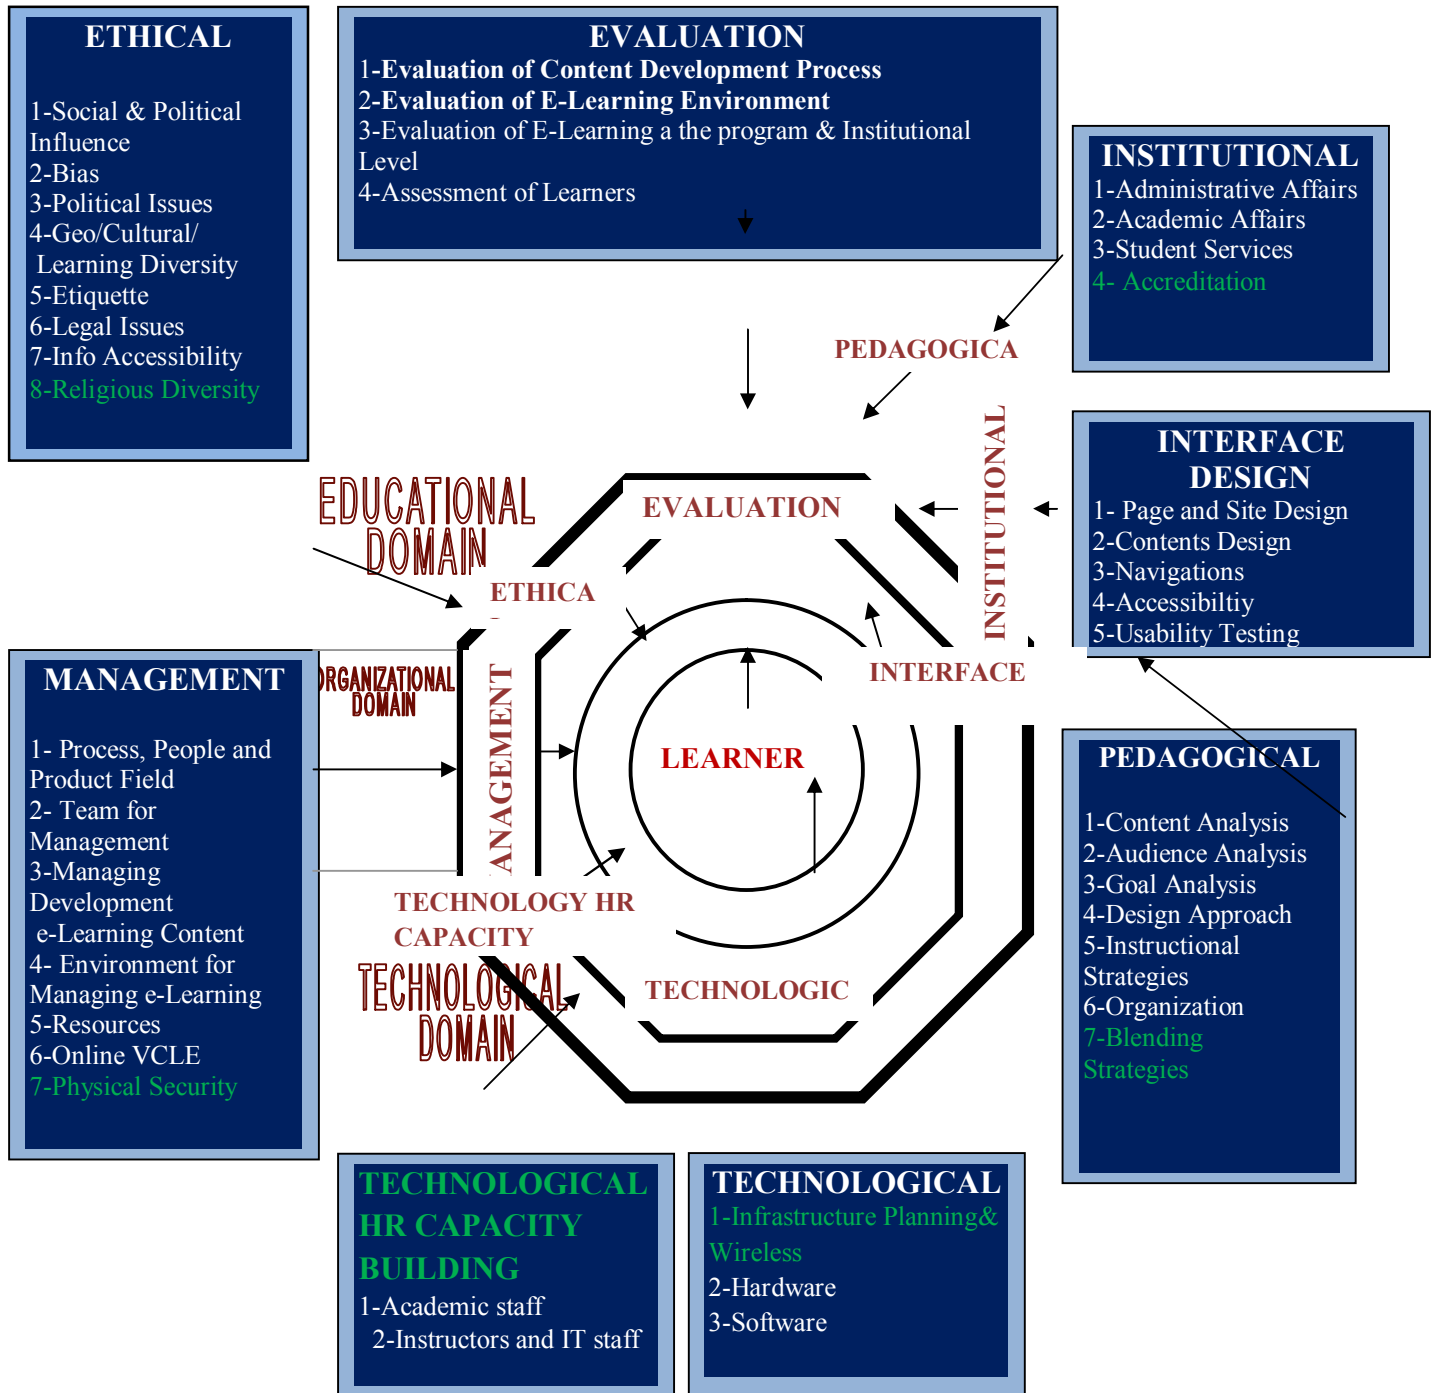 ETHICAL
1-Social & Political
Influence
2-Bias
3-Political Issues
4-Geo/Cultural/
Learning Diversity
5-Etiquette
6-Legal Issues
7-Info Accessibility
8-Religious Diversity
EVALUATION
1-Evaluation of Content Development Process
2-Evaluation of E-Learning Environment
3-Evaluation of E-Learning a the program & Institutional
Level
4-Assessment of Learners
INSTITUTIONAL
1-Administrative Affairs
2-Academic Affairs
3-Student Services
4- Accreditation
PEDAGOGICA
INSTITUTIONAL
INTERFACE
DESIGN
1- Page and Site Design
2-Contents Design
3-Navigations
4-Accessibiltiy
5-Usability Testing
EDUCATIONAL
DOMAIN
EVALUATION
ETHICA
MANAGEMENT
1- Process, People and
Product Field
2- Team for
Management
3-Managing
Development
e-Learning Content
4- Environment for
Managing e-Learning
5-Resources
6-Online VCLE
7-Physical Security
ORGANIZATIONAL
DOMAIN
MANAGEMENT
INTERFACE
LEARNER
PEDAGOGICAL
1-Content Analysis
2-Audience Analysis
3-Goal Analysis
4-Design Approach
5-Instructional
Strategies
6-Organization
7-Blending
Strategies
TECHNOLOGY HR
CAPACITY
TECHNOLOGICAL
DOMAIN
TECHNOLOGIC
TECHNOLOGICAL
HR CAPACITY
BUILDING
1-Academic staff
2-Instructors and IT staff
TECHNOLOGICAL
1-Infrastructure Planning&
Wireless
2-Hardware
3-Software